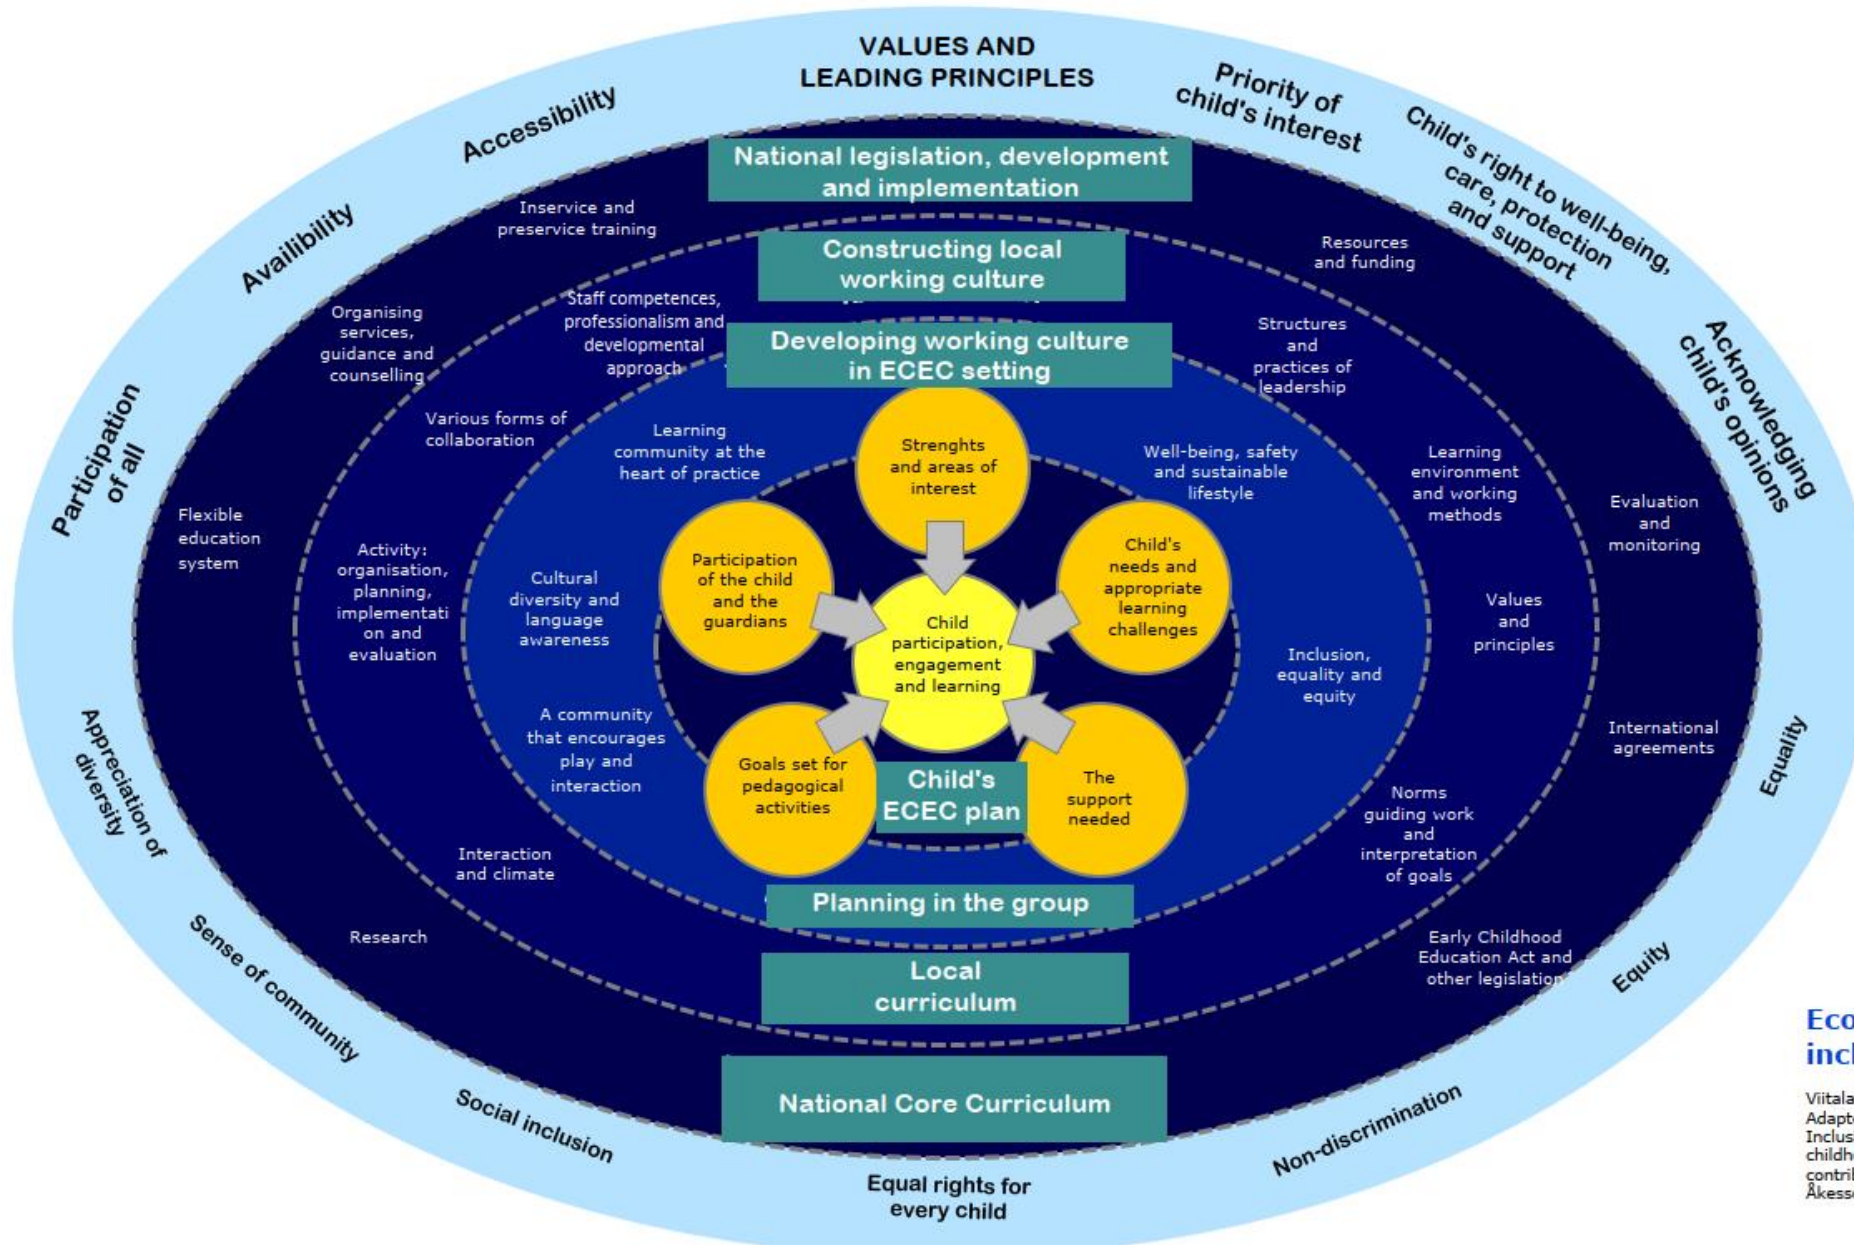 VALUES AND
LEADING PRINCIPLES
Priority of
child's interest
Child's right to well-being,
care, protection
and support
Acknowledging
child's opinions
Equality
Equity
Non-discrimination
Equal rights for
every child
Social inclusion
Sense of community
Appreciation of
diversity
Participation
of all
Availibility
Accessibility
National legislation, development
and implementation
Inservice and
preservice training
Resources
and funding
Organising
services,
guidance and
counselling
Flexible
education
system
Evaluation
and
monitoring
International
agreements
Research
Early Childhood
Education Act and
other legislation
National Core Curriculum
Constructing local
working culture
Staff competences,
professionalism and
developmental
approach
Structures
and
practices of
leadership
Various forms of
collaboration
Learning
environment
and working
methods
Activity:
organisation,
planning,
implementati
on and
evaluation
Values
and
principles
Interaction
and climate
Norms
guiding work
and
interpretation
of goals
Local
curriculum
Developing working culture
in ECEC setting
Learning
community at the
heart of practice
Well-being, safety
and sustainable
lifestyle
Cultural
diversity and
language
awareness
Inclusion,
equality and
equity
A community
that encourages
play and
interaction
Planning in the group
Strenghts
and areas of
interest
Participation
of the child
and the
guardians
Child's
needs and
appropriate
learning
challenges
Child
participation,
engagement
and learning
Goals set for
pedagogical
activities
The
support
needed
Child's
ECEC plan
Eco
incl
Viitala
Adapt
Inclus
childh
contri
Åkess